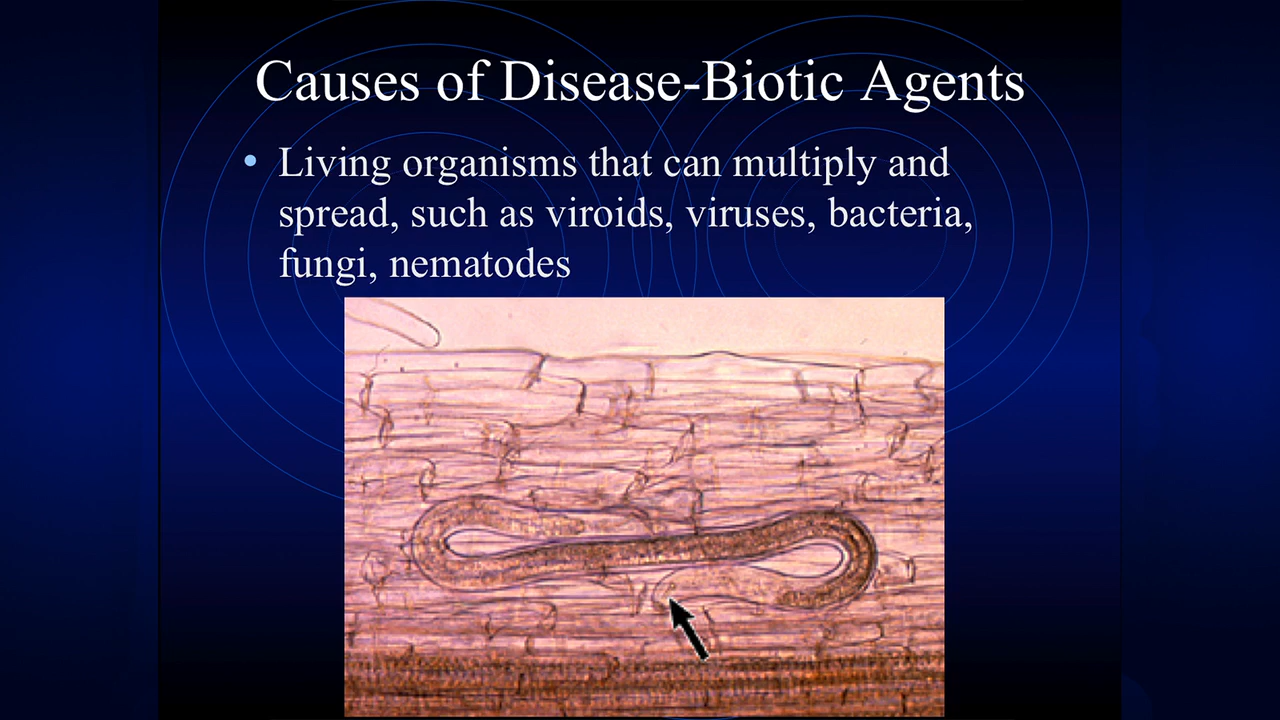 Causes of Disease-Biotic Agents
• Living organisms that can multiply and
spread, such as viroids, viruses, bacteria,
fungi, nematodes